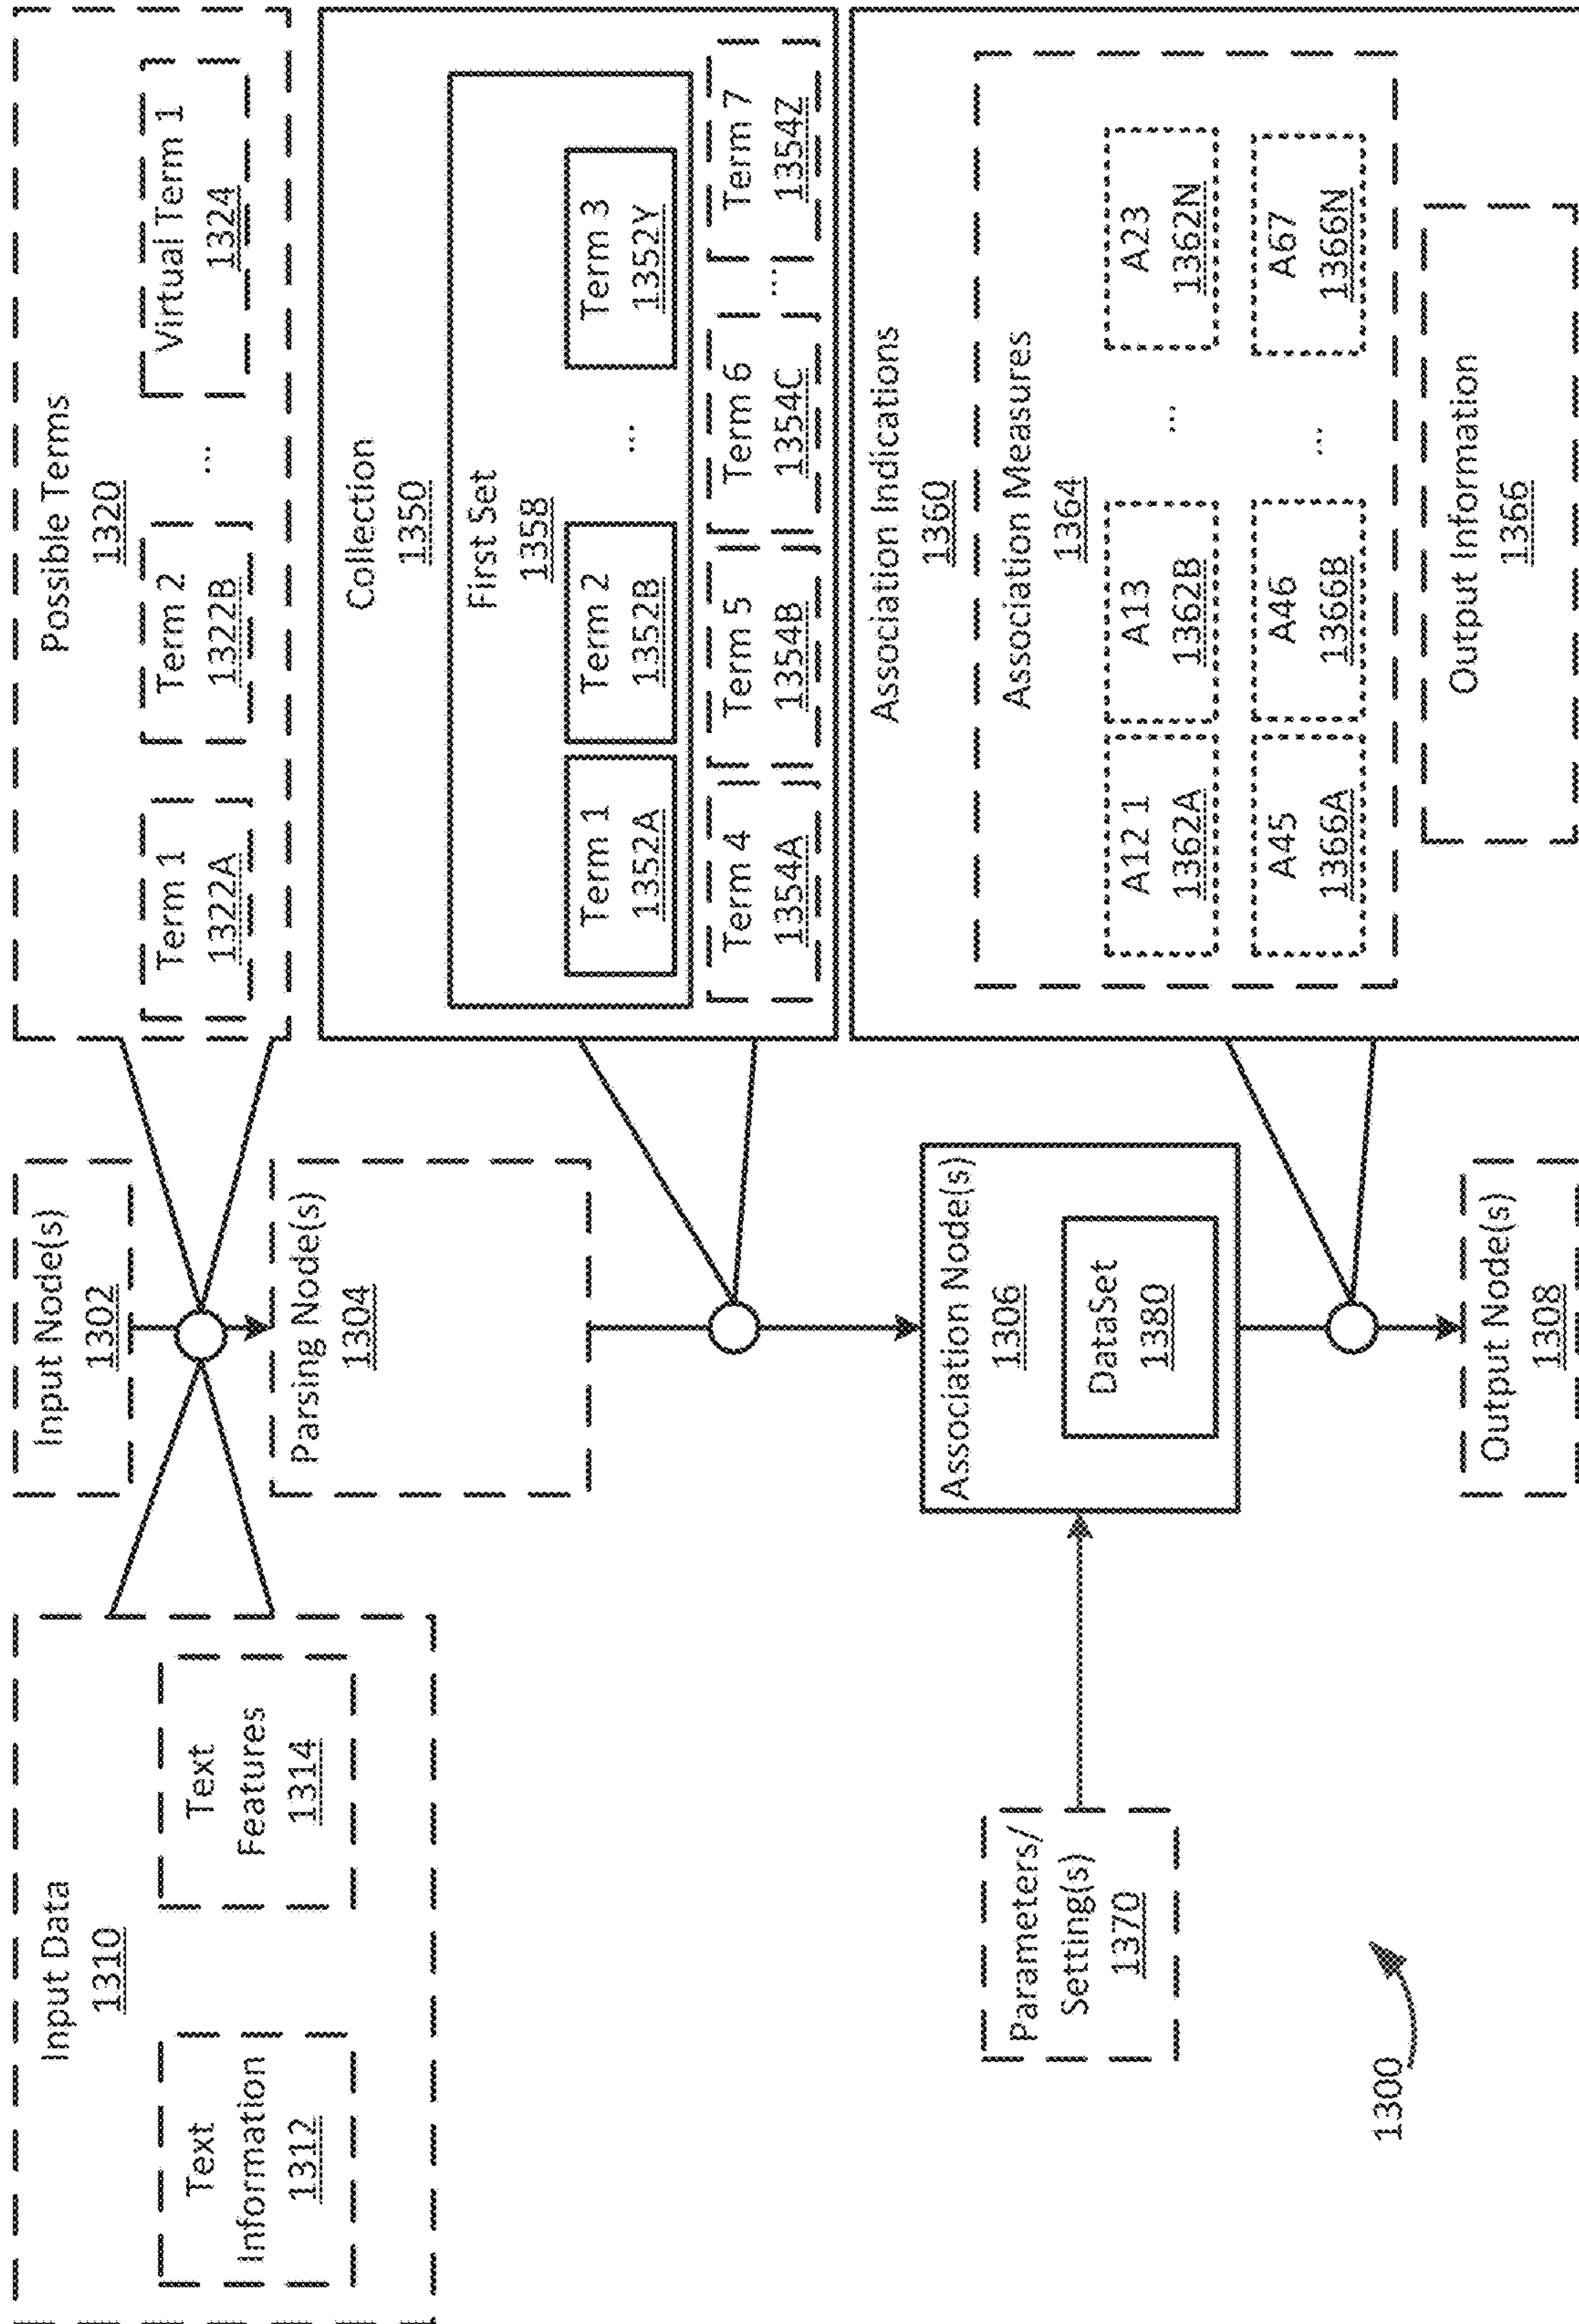 Input Data
1310
Text
Information
1312
Text
Features
1314
Input Node(s)
1302
Possible Terms
1320
Term 1
1322A
Term 2
1322B
...
Virtual Term 1
1324
Parsing Node(s)
1304
Collection
1350
First Set
1358
Term 1
1352A
Term 2
1352B
...
Term 3
1352Y
Term 4
1354A
Term 5
1354B
Term 6
1354C
...
Term 7
1354Z
Parameters/
Setting(s)
1370
Association Node(s)
1306
DataSet
1380
Association Indications
1360
Association Measures
1364
A12 1
1362A
A13
1362B
...
A23
1362N
A45
1366A
A46
1366B
...
A67
1366N
Output Information
1366
Output Node(s)
1308
1300